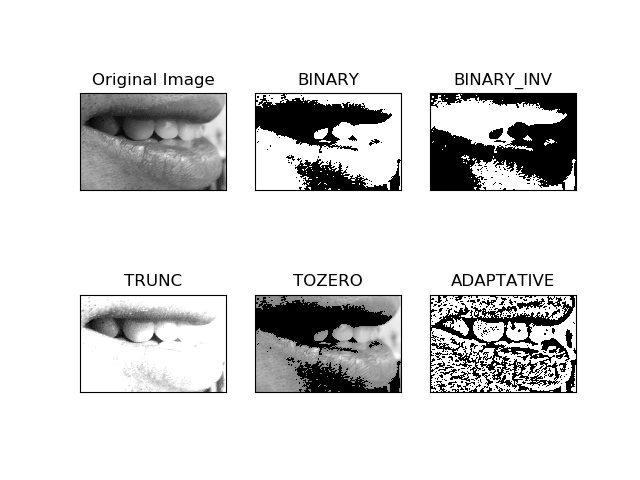 Original Image
BINARY
BINARY_INV
TRUNC
TOZERO
ADAPTATIVE